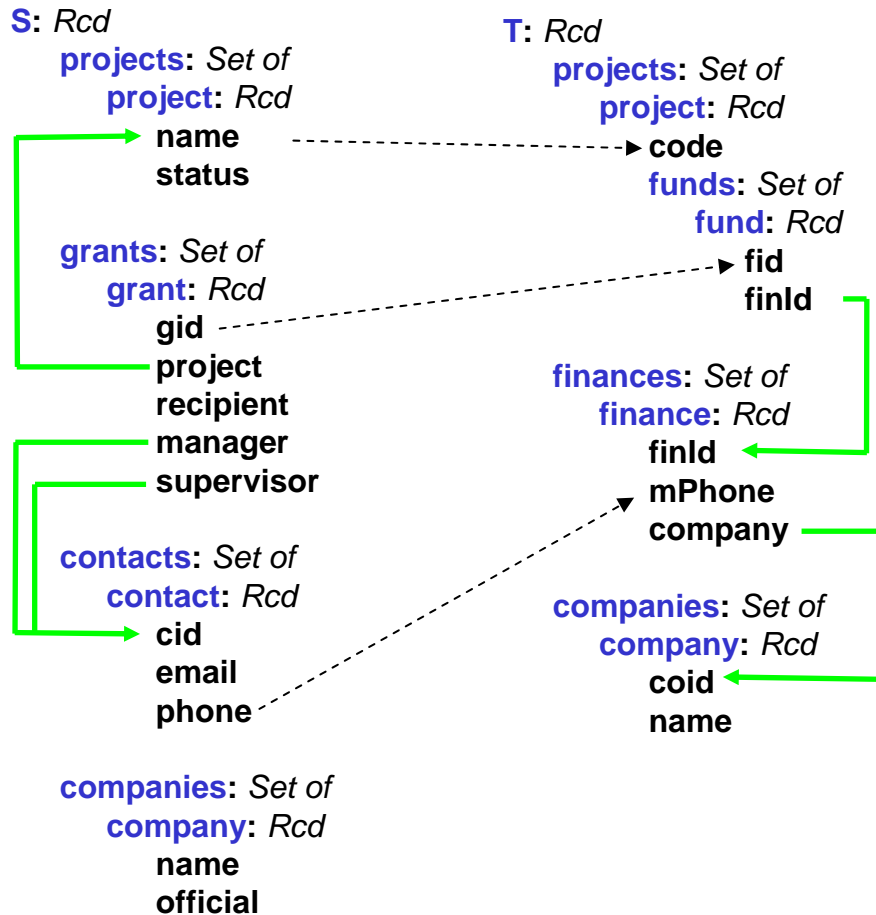 S: Rcd
projects: Set of
project: Rcd
name
status
grants: Set of
grant: Rcd
gid
project
recipient
manager
supervisor
contacts: Set of
contact: Rcd
cid
email
phone
companies: Set of
company: Rcd
name
official
T: Rcd
projects: Set of
project: Rcd
code
funds: Set of
fund: Rcd
fid
finId
finances: Set of
finance: Rcd
finId
mPhone
company
companies: Set of
company: Rcd
coid
name